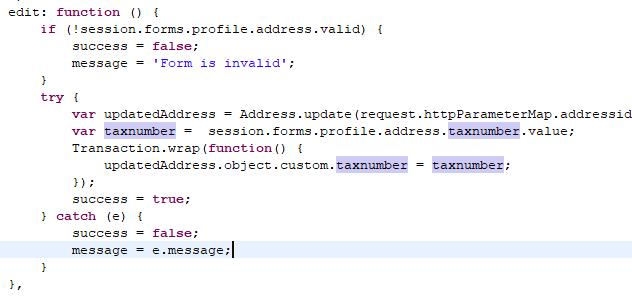 edit: function () {
if (!session.forms.profile.address.valid) {
success = false;
message = 'Form is invalid';
}
try {
var updatedAddress = Address.update(request.httpParameterMap.addressid
var taxnumber =  session.forms.profile.address.taxnumber.value;
Transaction.wrap(function() {
updatedAddress.object.custom.taxnumber = taxnumber;
});
success = true;
} catch (e) {
success = false;
message = e.message;
}
},